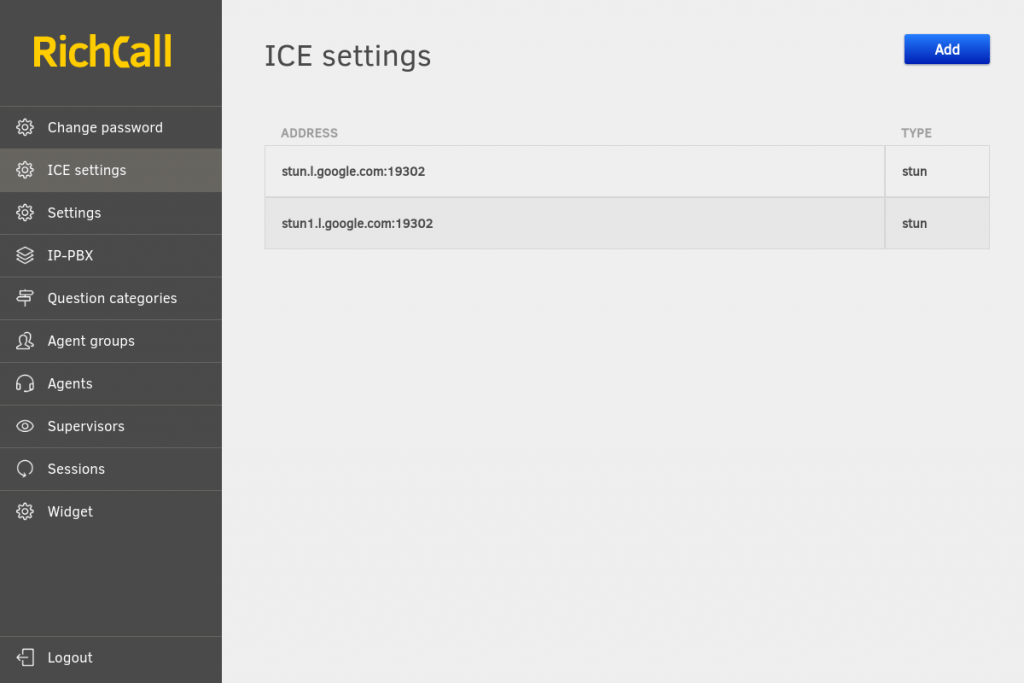 RichCall
Change password
ICE settings
Settings
IP-PBX
Question categories
Agent groups
Agents
Supervisors
Sessions
Widget
Logout
ICE settings
Add
ADDRESS TYPE
stun.l.google.com:19302 stun
stun1.l.google.com:19302 stun